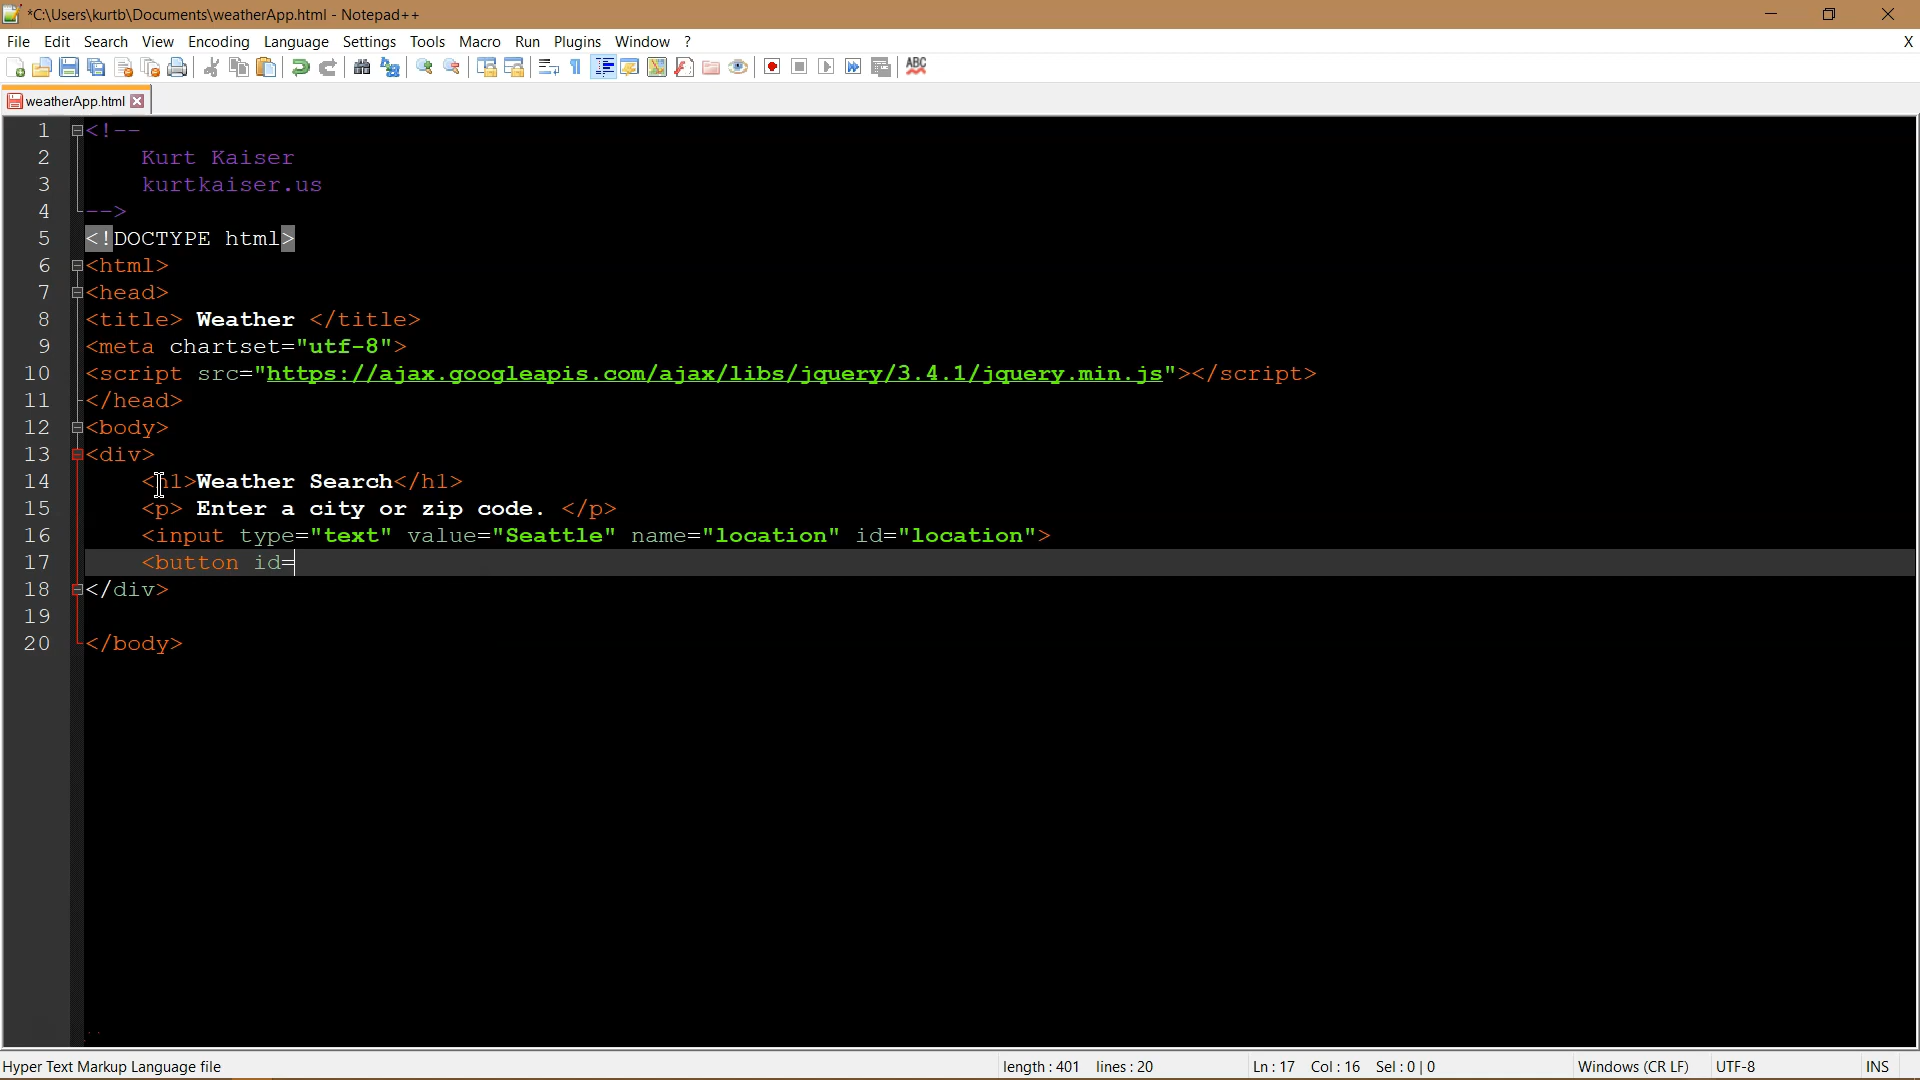 *C:\Users\kurtb\Documents\weatherApp.html - Notepad++
File Edit Search View Encoding Language Settings Tools Macro Run Plugins Window ? X
ABC
weatherApp.html
1 <!--
2 Kurt Kaiser
3 kurtkaiser.us
4 -->
5 <!DOCTYPE html>
6 <html>
7 <head>
8 <title> Weather </title>
9 <meta chartset="utf-8">
10 <script src="https://ajax.googleapis.com/ajax/libs/jquery/3.4.1/jquery.min.js"></script>
11 </head>
12 <body>
13 <div>
14 <h1>Weather Search</h1>
15 <p> Enter a city or zip code. </p>
16 <input type="text" value="Seattle" name="location" id="location">
17 <button id=
18 </div>
19
20 </body>
Hyper Text Markup Language file length : 401 lines : 20 Ln : 17 Col : 16 Sel : 0 | 0 Windows (CR LF) UTF-8 INS